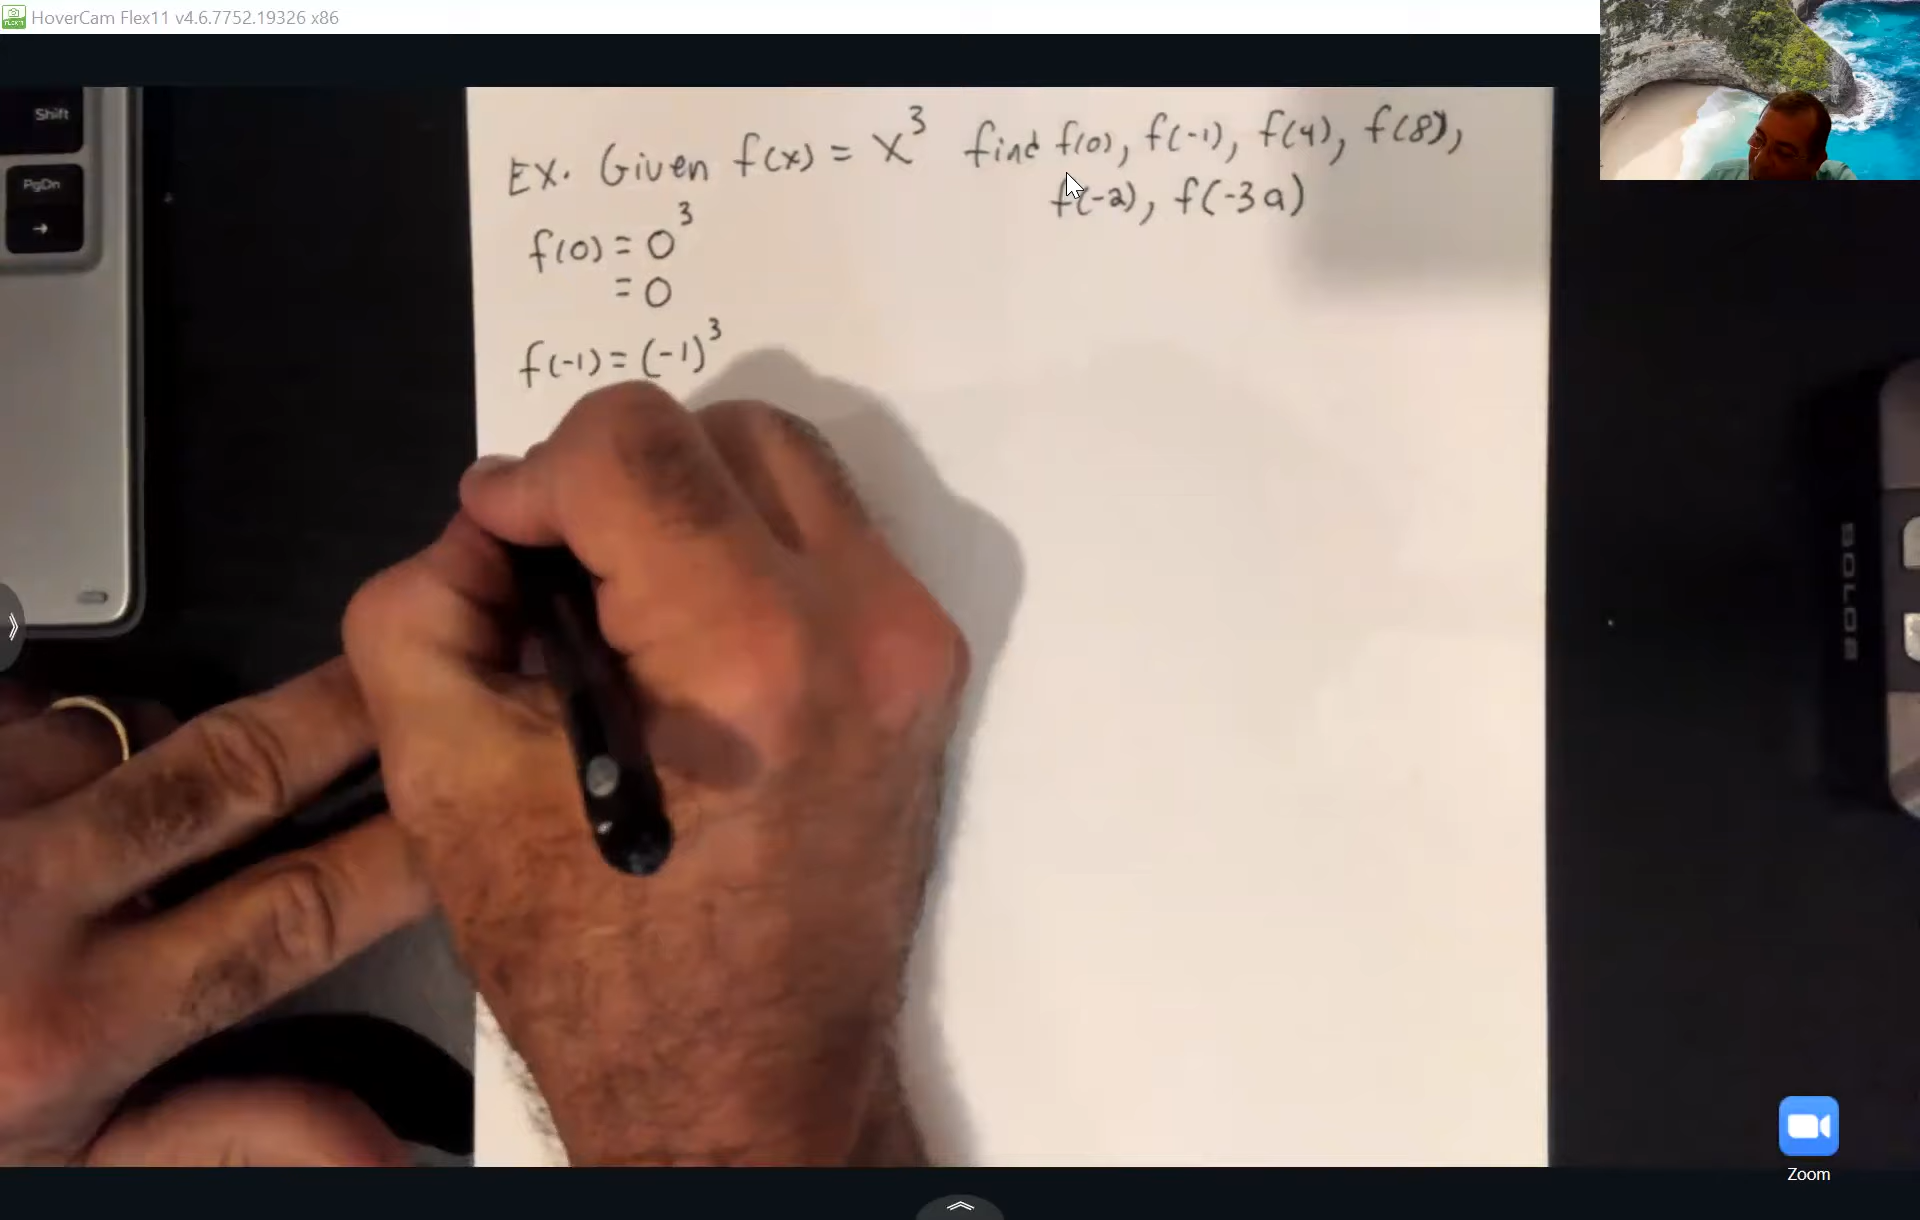 HoverCam Flex11 v4.6.7752.19326 x86
Shift
PgDn
EX. Given f(x) = x³ find f(0), f(-1), f(4), f(8),
f(-2), f(-3a)
f(0) = 0³
= 0
f(-1) = (-1)³
Zoom